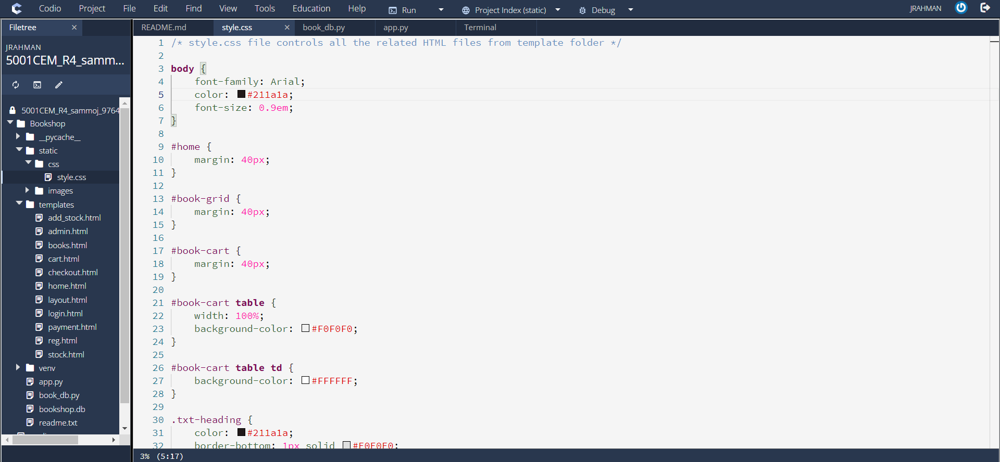 Codio Project File Edit Find View Tools Education Help Run Project Index (static) Debug JRAHMAN
Filetree
README.md style.css book_db.py app.py Terminal
JRAHMAN
5001CEM_R4_samm...
5001CEM_R4_sammoj_9764
Bookshop
__pycache__
static
css
style.css
images
templates
add_stock.html
admin.html
books.html
cart.html
checkout.html
home.html
layout.html
login.html
payment.html
reg.html
stock.html
venv
app.py
book_db.py
bookshop.db
readme.txt
1 /* style.css file controls all the related HTML files from template folder */
2
3 body {
4 font-family: Arial;
5 color: #211a1a;
6 font-size: 0.9em;
7 }
8
9 #home {
10 margin: 40px;
11 }
12
13 #book-grid {
14 margin: 40px;
15 }
16
17 #book-cart {
18 margin: 40px;
19 }
20
21 #book-cart table {
22 width: 100%;
23 background-color: #F0F0F0;
24 }
25
26 #book-cart table td {
27 background-color: #FFFFFF;
28 }
29
30 .txt-heading {
31 color: #211a1a;
32 border-bottom: 1px solid
3% (5:17)